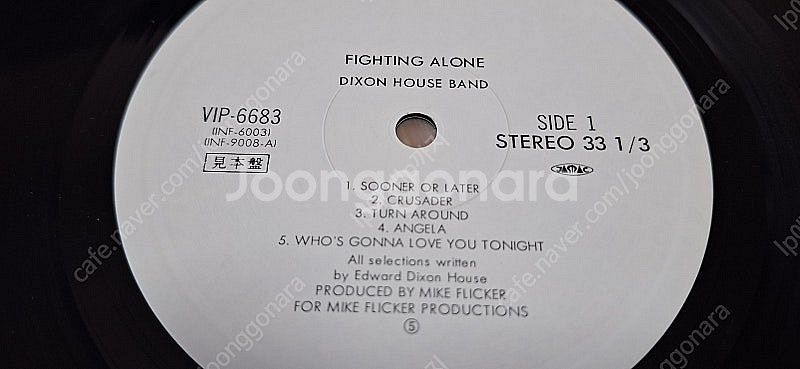 FIGHTING ALONE
DIXON HOUSE BAND
VIP-6683
(INF-6003)
(INF-9008-A)
見本盤
SIDE 1
STEREO 33 1/3
JASRAC
Joonggonara
1. SOONER OR LATER
2. CRUSADER
3. TURN AROUND
4. ANGELA
5. WHO'S GONNA LOVE YOU TONIGHT
All selections written
by Edward Dixon House
PRODUCED BY MIKE FLICKER
FOR MIKE FLICKER PRODUCTIONS
5
cafe.naver.com/joonggonara